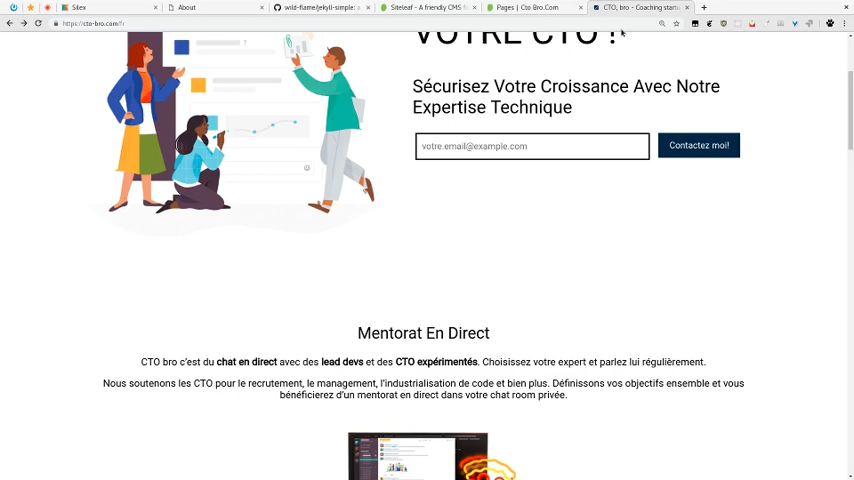 Silex
About
wild-flame/jekyll-simple: a
Siteleaf - A friendly CMS f
Pages | Cto Bro.Com
CTO, bro - Coaching startu
https://cto-bro.com/fr
VOTRE CTO !
Sécurisez Votre Croissance Avec Notre
Expertise Technique
votre.email@example.com
Contactez moi!
Mentorat En Direct
CTO bro c’est du chat en direct avec des lead devs et des CTO expérimentés. Choisissez votre expert et parlez lui régulièrement.
Nous soutenons les CTO pour le recrutement, le management, l’industrialisation de code et bien plus. Définissons vos objectifs ensemble et vous
bénéficierez d’un mentorat en direct dans votre chat room privée.